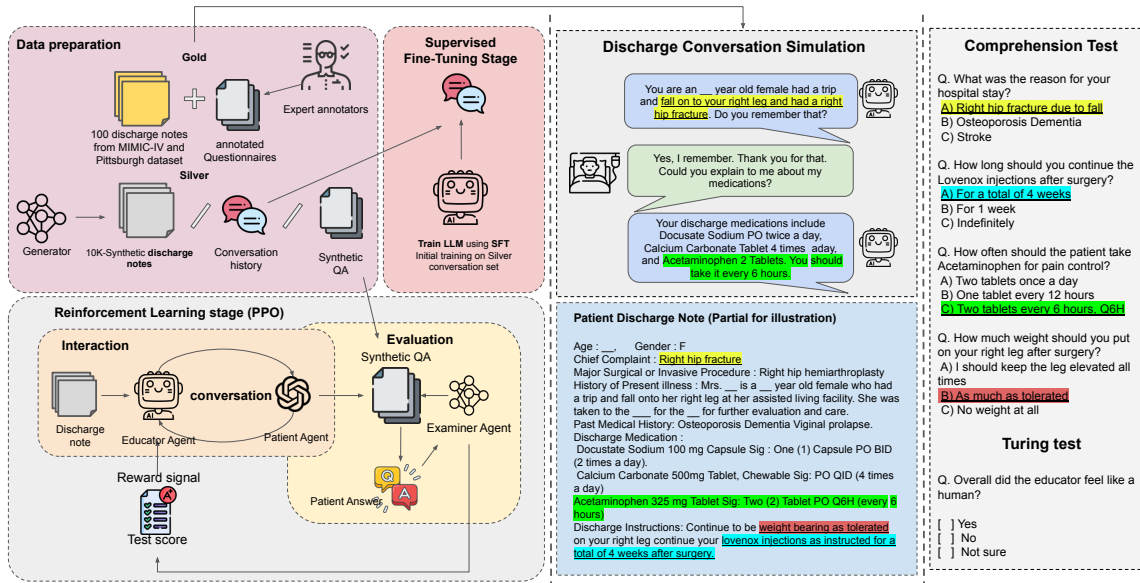 Data preparation
Gold
100 discharge notes
from MIMIC-IV and
Pittsburgh dataset
annotated
Questionnaires
Expert annotators
Silver
Generator
10K-Synthetic discharge
notes
Conversation
history
Synthetic
QA
Supervised
Fine-Tuning Stage
AI
Train LLM using SFT
Initial training on Silver
conversation set
Reinforcement Learning stage (PPO)
Interaction
Discharge
note
AI
Educator Agent
conversation
Patient Agent
Evaluation
Synthetic QA
Examiner Agent
Q
A
Patient Answer
Reward signal
A+
Test score
Discharge Conversation Simulation
You are an __ year old female had a trip
and fall on to your right leg and had a right
hip fracture. Do you remember that?
AI
Yes, I remember. Thank you for that.
Could you explain to me about my
medications?
Your discharge medications include
Docusate Sodium PO twice a day,
Calcium Carbonate Tablet 4 times  aday,
and Acetaminophen 2 Tablets. You should
take it every 6 hours.
AI
Patient Discharge Note (Partial for illustration)
Age : __,    Gender : F
Chief Complaint : Right hip fracture
Major Surgical or Invasive Procedure : Right hip hemiarthroplasty
History of Present illness : Mrs. __ is a __ year old female who had
a trip and fall onto her right leg at her assisted living facility. She was
taken to the ___ for the __ for further evaluation and care.
Past Medical History: Osteoporosis Dementia Viginal prolapse.
Discharge Medication :
Docustate Sodium 100 mg Capsule Sig : One (1) Capsule PO BID
(2 times a day).
Calcium Carbonate 500mg Tablet, Chewable Sig: PO QID (4 times
a day)
Acetaminophen 325 mg Tablet Sig: Two (2) Tablet PO Q6H (every 6
hours)
Discharge Instructions: Continue to be weight bearing as tolerated
on your right leg continue your lovenox injections as instructed for a
total of 4 weeks after surgery.
Comprehension Test
Q. What was the reason for your
hospital stay?
A) Right hip fracture due to fall
B) Osteoporosis Dementia
C) Stroke
Q. How long should you continue the
Lovenox injections after surgery?
A) For a total of 4 weeks
B) For 1 week
C) Indefinitely
Q. How often should the patient take
Acetaminophen for pain control?
A) Two tablets once a day
B) One tablet every 12 hours
C) Two tablets every 6 hours, Q6H
Q. How much weight should you put
on your right leg after surgery?
A) I should keep the leg elevated all
times
B) As much as tolerated
C) No weight at all
Turing test
Q. Overall did the educator feel like a
human?
[  ] Yes
[  ]  No
[  ]  Not sure